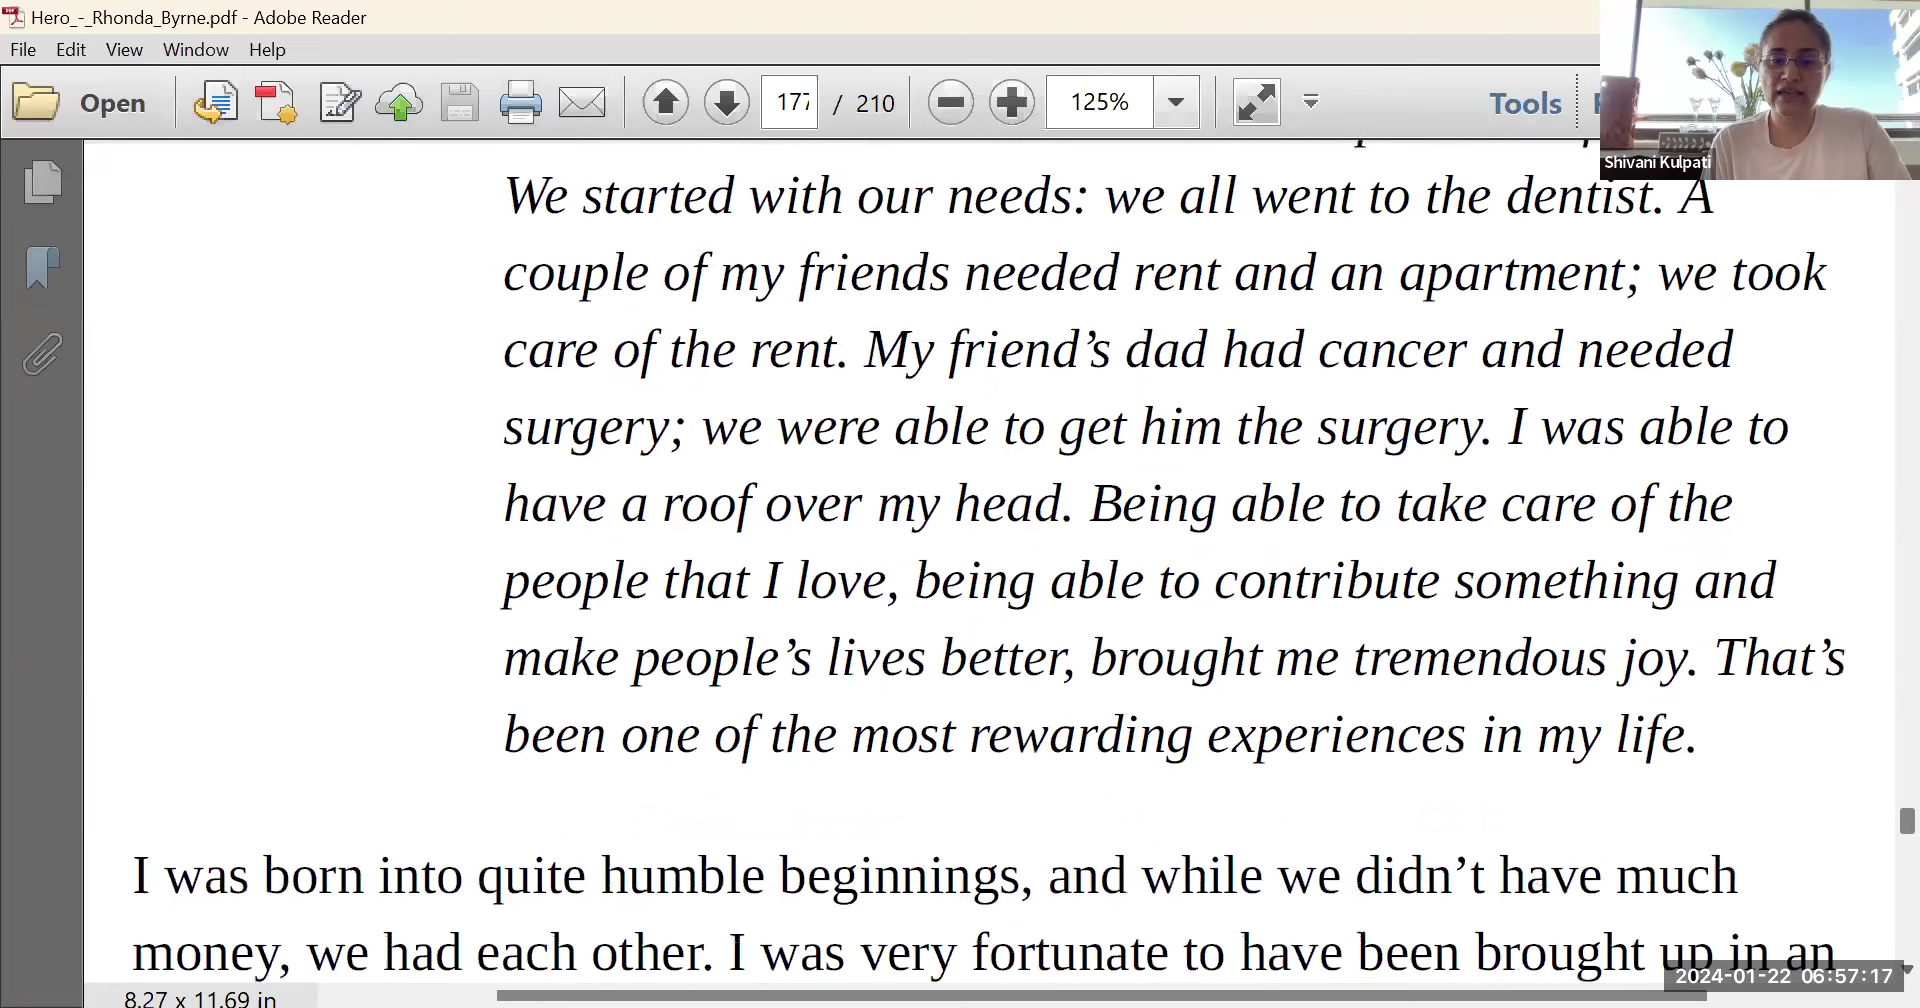 Hero_-_Rhonda_Byrne.pdf - Adobe Reader
File Edit View Window Help
Open 177 / 210 125% Tools
Shivani Kulpati
We started with our needs: we all went to the dentist. A
couple of my friends needed rent and an apartment; we took
care of the rent. My friend’s dad had cancer and needed
surgery; we were able to get him the surgery. I was able to
have a roof over my head. Being able to take care of the
people that I love, being able to contribute something and
make people’s lives better, brought me tremendous joy. That’s
been one of the most rewarding experiences in my life.
I was born into quite humble beginnings, and while we didn’t have much
money, we had each other. I was very fortunate to have been brought up in an
2024-01-22 06:57:17
8.27 x 11.69 in